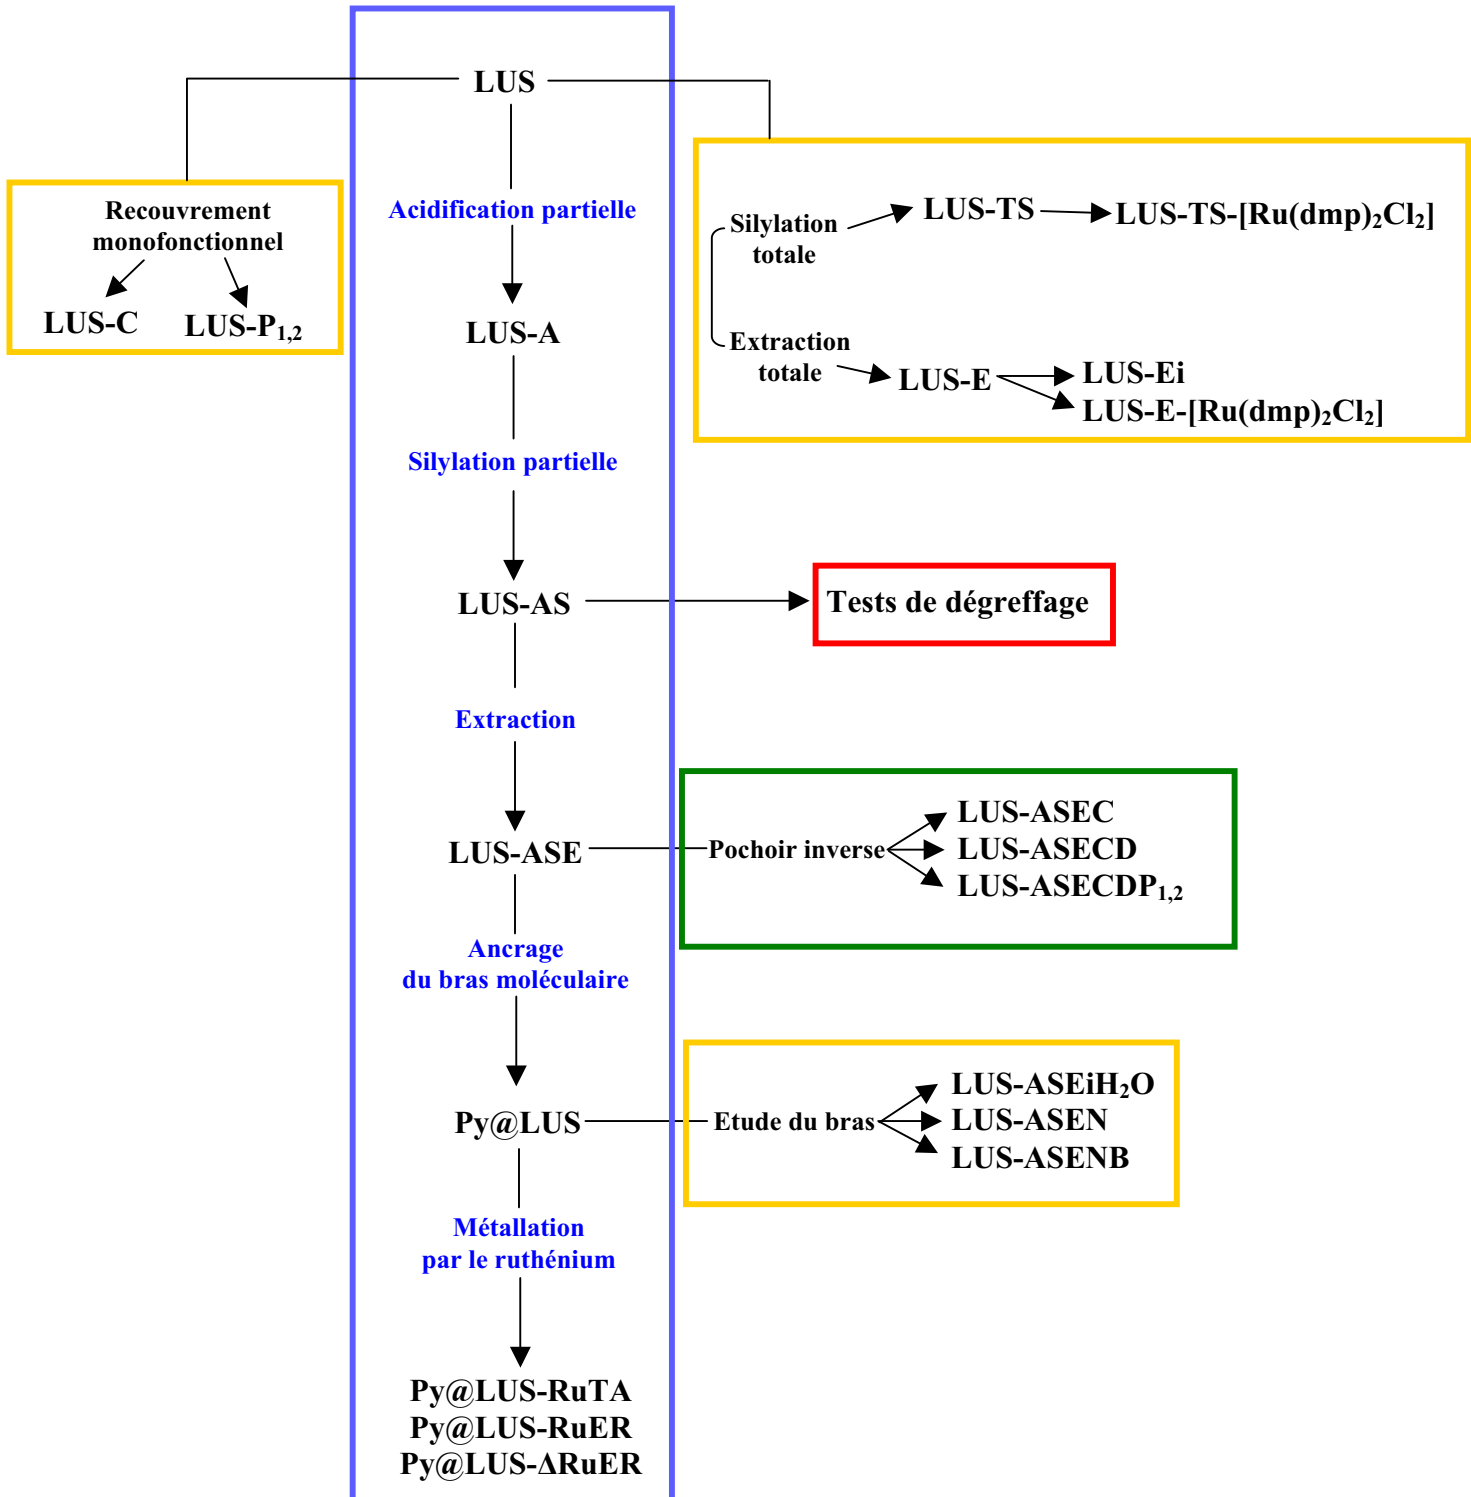 LUS
Recouvrement
monofonctionnel
LUS-C
LUS-P1,2
Acidification partielle
Silylation
totale
LUS-TS
LUS-TS-[Ru(dmp)2Cl2]
Extraction
totale
LUS-E
LUS-Ei
LUS-E-[Ru(dmp)2Cl2]
LUS-A
Silylation partielle
LUS-AS
Tests de dégreffage
Extraction
LUS-ASE
Pochoir inverse
LUS-ASEC
LUS-ASECD
LUS-ASECDP1,2
Ancrage
du bras moléculaire
Py@LUS
Etude du bras
LUS-ASEiH2O
LUS-ASEN
LUS-ASENB
Métallation
par le ruthénium
Py@LUS-RuTA
Py@LUS-RuER
Py@LUS-ΔRuER